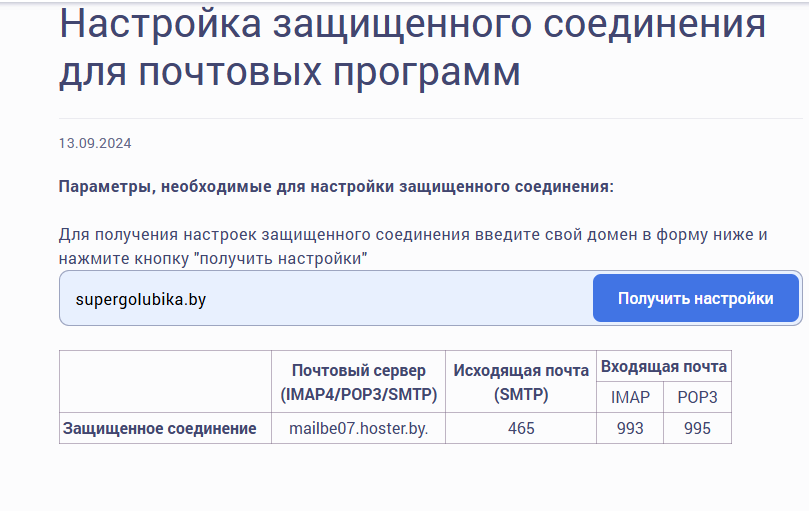 Настройка защищенного соединения
для почтовых программ
13.09.2024
Параметры, необходимые для настройки защищенного соединения:
Для получения настроек защищенного соединения введите свой домен в форму ниже и
нажмите кнопку "получить настройки"
supergolubika.by
Получить настройки
Почтовый сервер
(IMAP4/POP3/SMTP)
Исходящая почта
(SMTP)
Входящая почта
IMAP
POP3
Защищенное соединение
mailbe07.hoster.by.
465
993
995